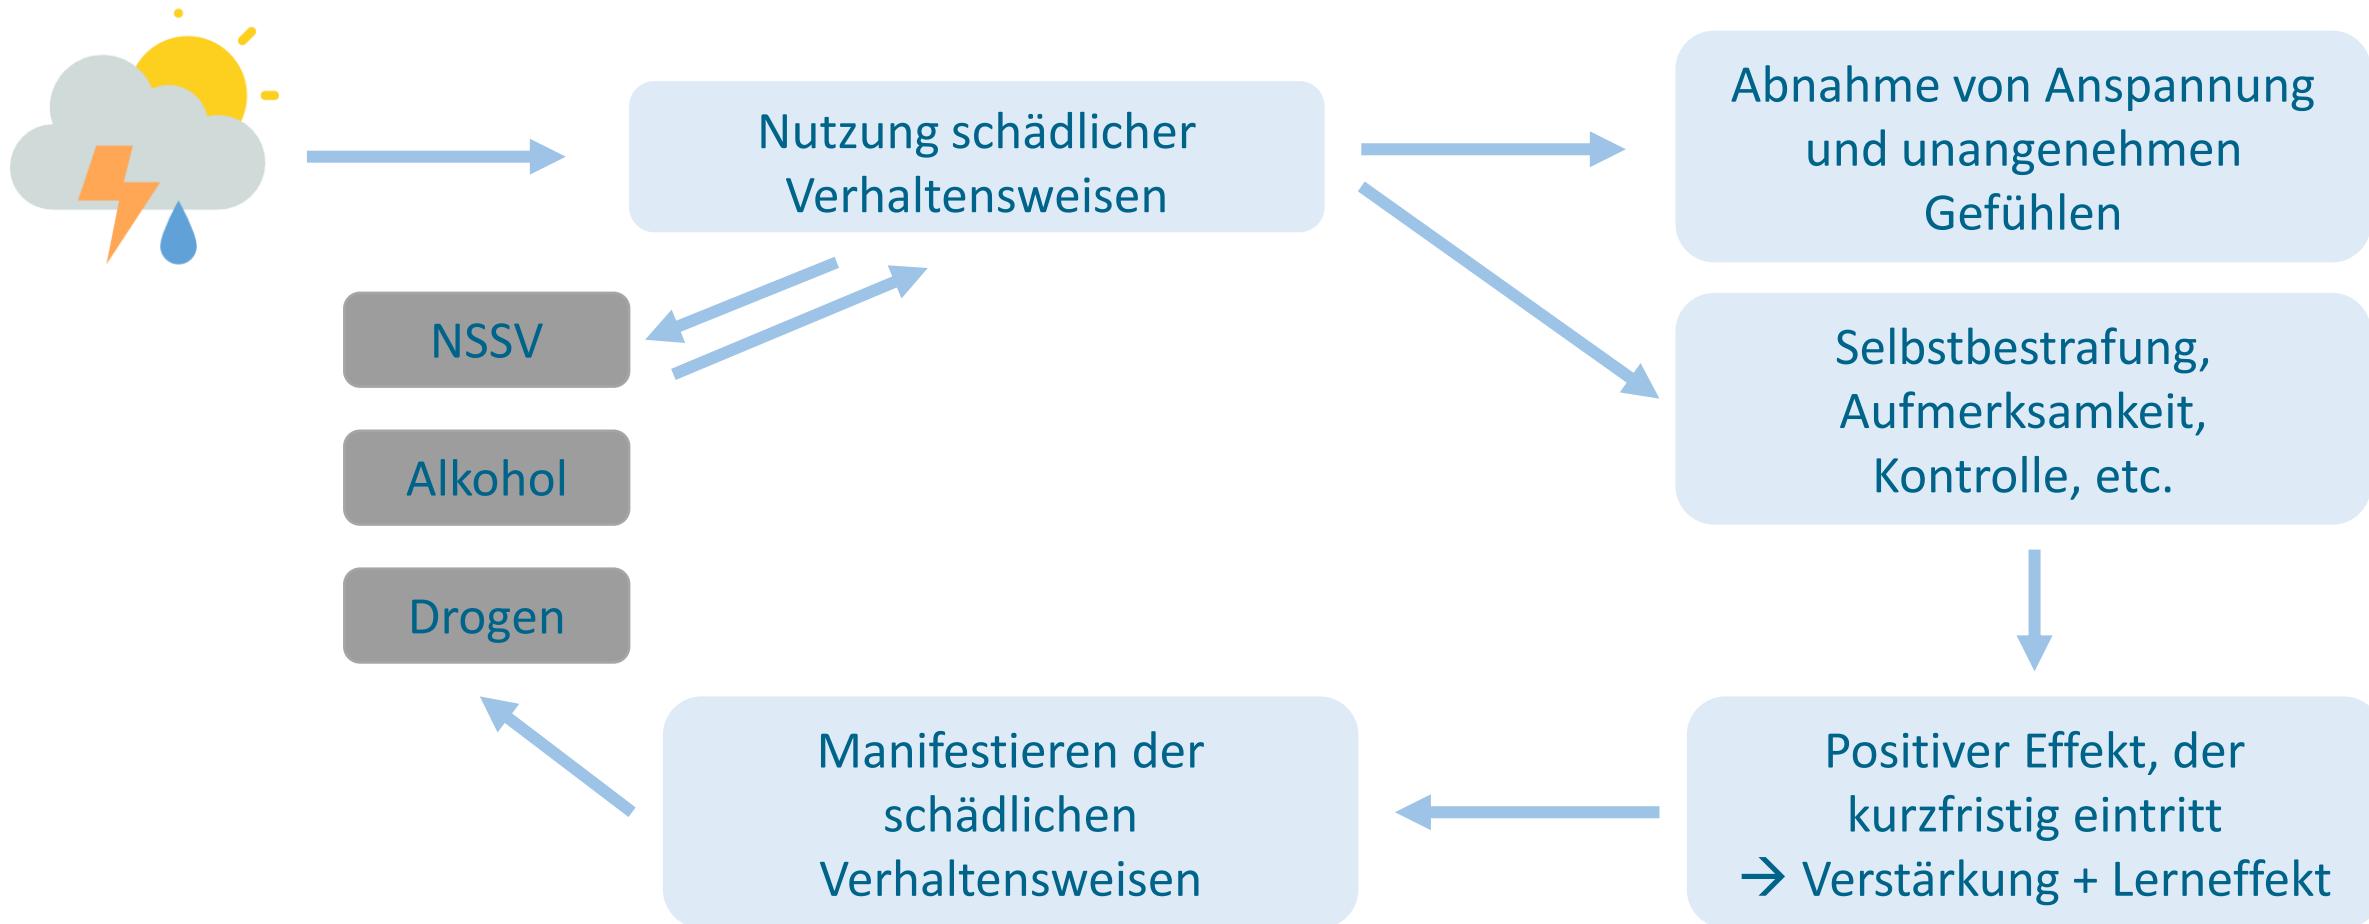 Nutzung schädlicher
Verhaltensweisen
Abnahme von Anspannung
und unangenehmen
Gefühlen
NSSV
Alkohol
Drogen
Selbstbestrafung,
Aufmerksamkeit,
Kontrolle, etc.
Positiver Effekt, der
kurzfristig eintritt
→ Verstärkung + Lerneffekt
Manifestieren der
schädlichen
Verhaltensweisen